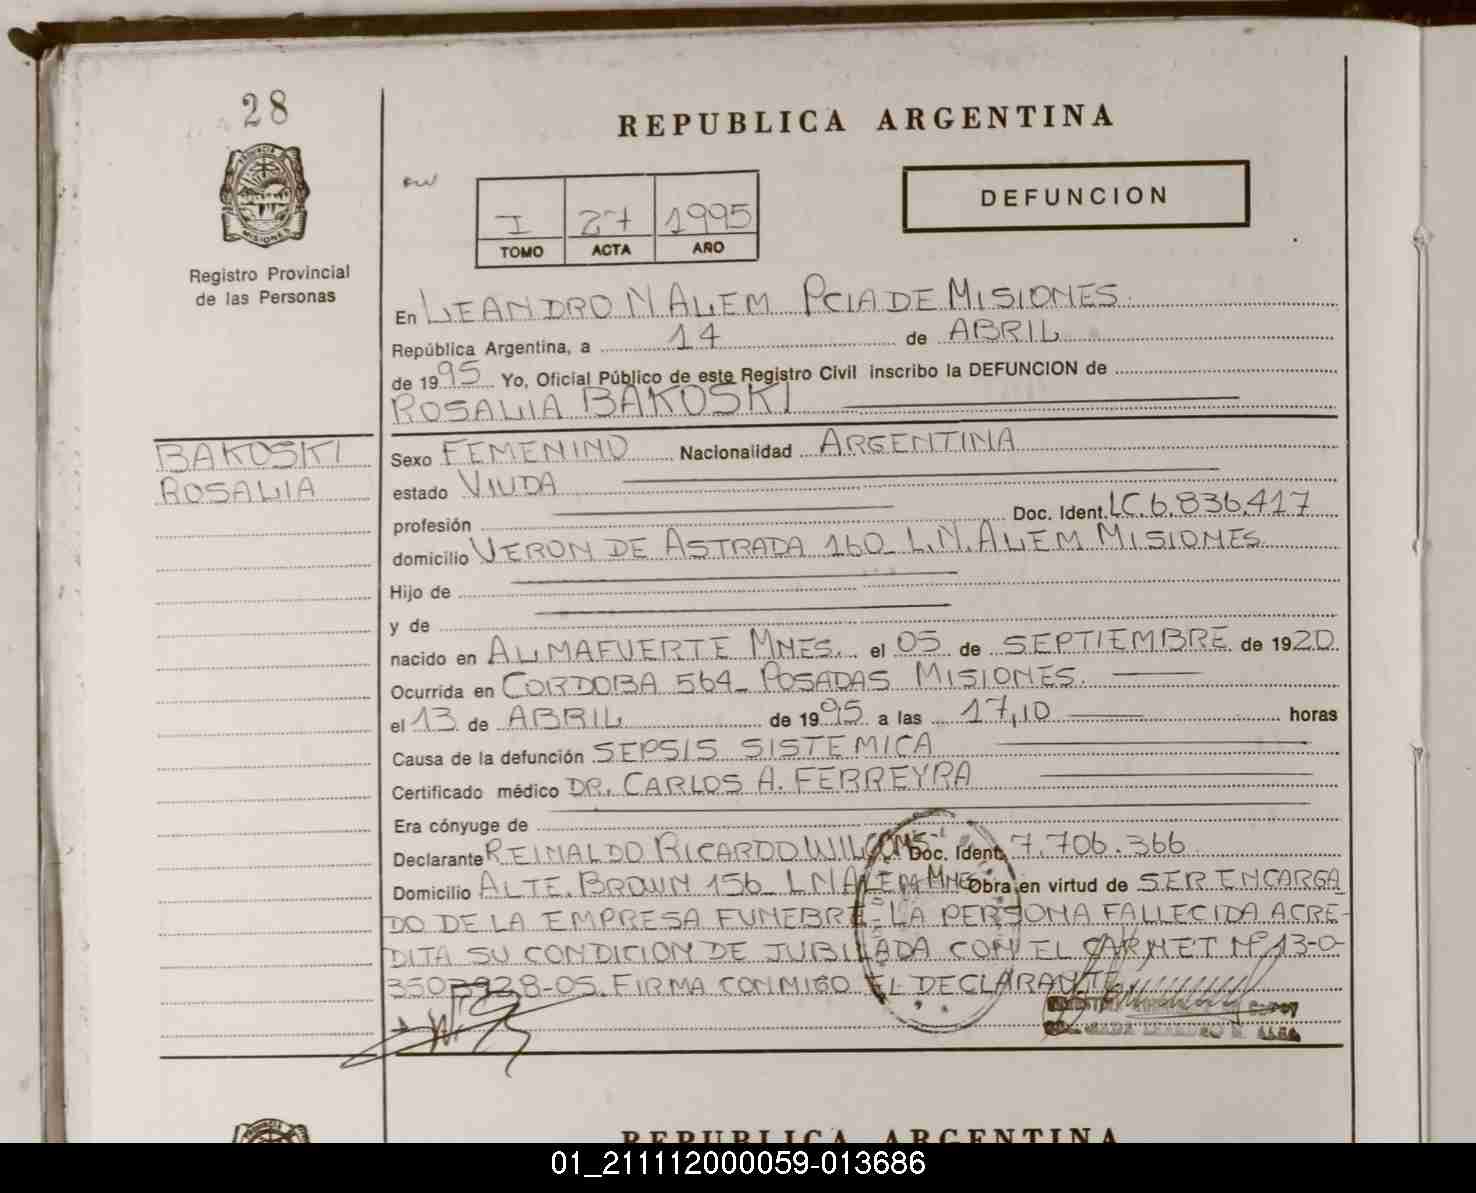 28
REPUBLICA ARGENTINA
PROVINCIA DE
MISIONES
Registro Provincial
de las Personas
DEFUNCION
I 27 1995
TOMO ACTA AÑO
En LEANDRO N ALEM PCIA DE MISIONES
República Argentina, a 14 de ABRIL
de 1995 Yo, Oficial Público de este Registro Civil inscribo la DEFUNCION de
ROSALIA BAKOSKI
BAKOSKI
ROSALIA
Sexo FEMENINO Nacionalidad ARGENTINA
estado VIUDA
profesión Doc. Ident. LC.6.836.417
domicilio VERON DE ASTRADA 160_ L.N. ALEM MISIONES
Hijo de
y de
nacido en ALMAFUERTE MNES. el 05 de SEPTIEMBRE de 1920
Ocurrida en CORDOBA 564_ POSADAS MISIONES.
el 13 de ABRIL de 1995 a las 17,10 horas
Causa de la defunción SEPSIS SISTEMICA
Certificado médico DR. CARLOS A. FERREYRA
Era cónyuge de
Declarante REINALDO RICARDO Doc. Ident. 7.706.366
Domicilio ALTE. BROWN 156_ LNALEM MNES Obra en virtud de SER ENCARGA
DO DE LA EMPRESA FUNEBRE - LA PERSONA FALLECIDA ACRE-
DITA SU CONDICION DE JUBILADA CON EL CARNET Nº 13-0-
FIRMA CONMIGO EL DECLARANTE
REPUBLICA ARGENTINA
01_211112000059-013686